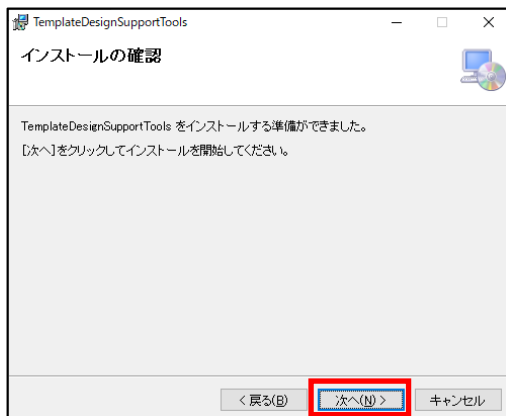 TemplateDesignSupportTools
インストールの確認
TemplateDesignSupportTools をインストールする準備ができました。
[次へ]をクリックしてインストールを開始してください。
< 戻る(B) 次へ(N) > キャンセル